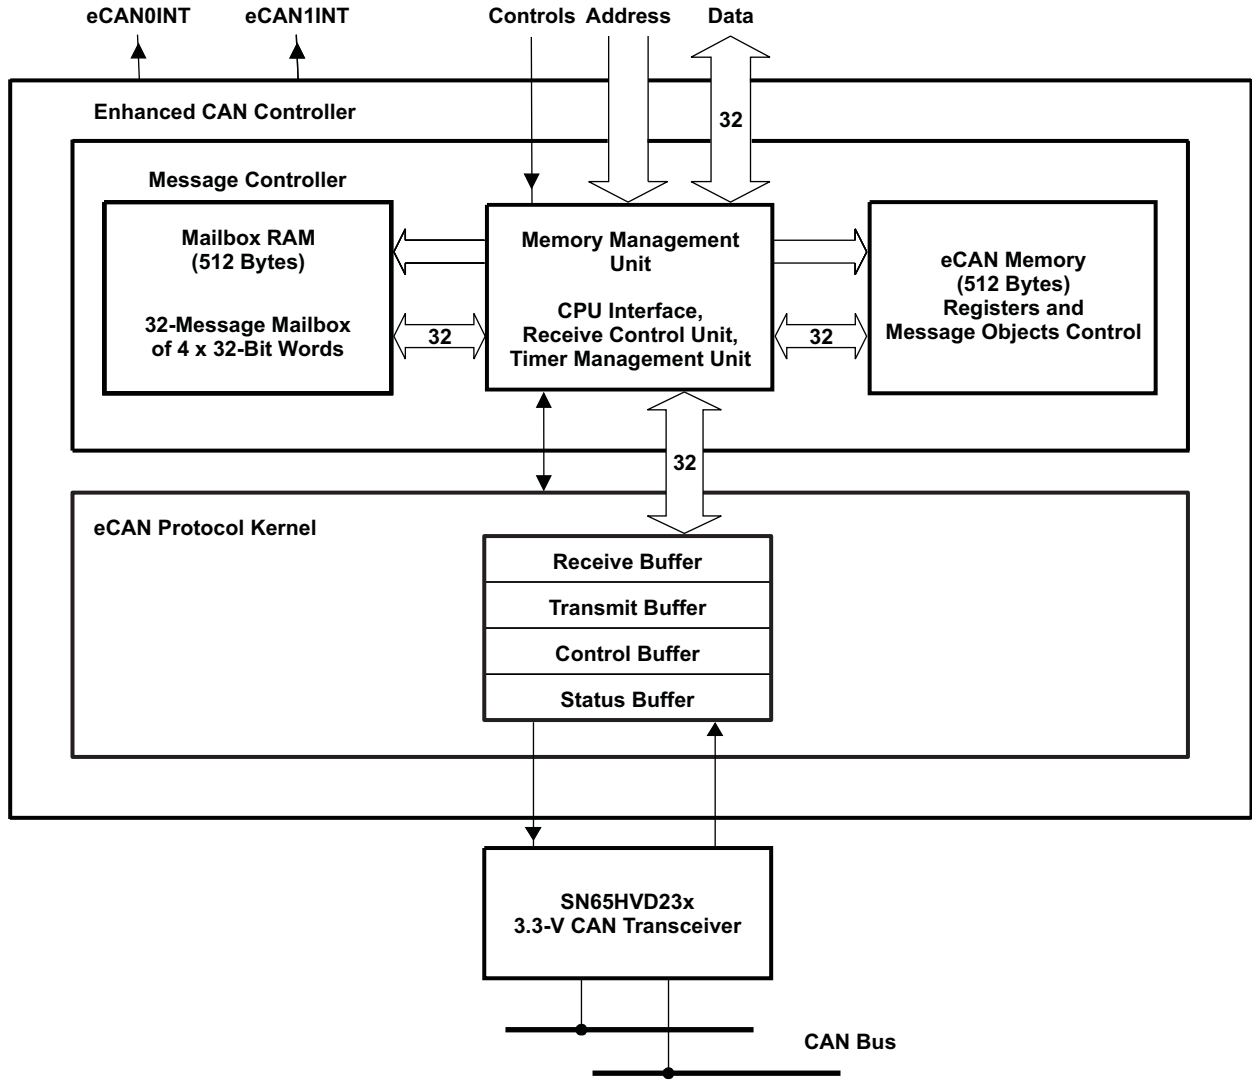 eCAN0INT eCAN1INT Controls Address Data
32
Enhanced CAN Controller
Message Controller
Mailbox RAM
(512 Bytes)
32-Message Mailbox
of 4 x 32-Bit Words
32
Memory Management
Unit
CPU Interface,
Receive Control Unit,
Timer Management Unit
32
eCAN Memory
(512 Bytes)
Registers and
Message Objects Control
32
eCAN Protocol Kernel
Receive Buffer
Transmit Buffer
Control Buffer
Status Buffer
SN65HVD23x
3.3-V CAN Transceiver
CAN Bus